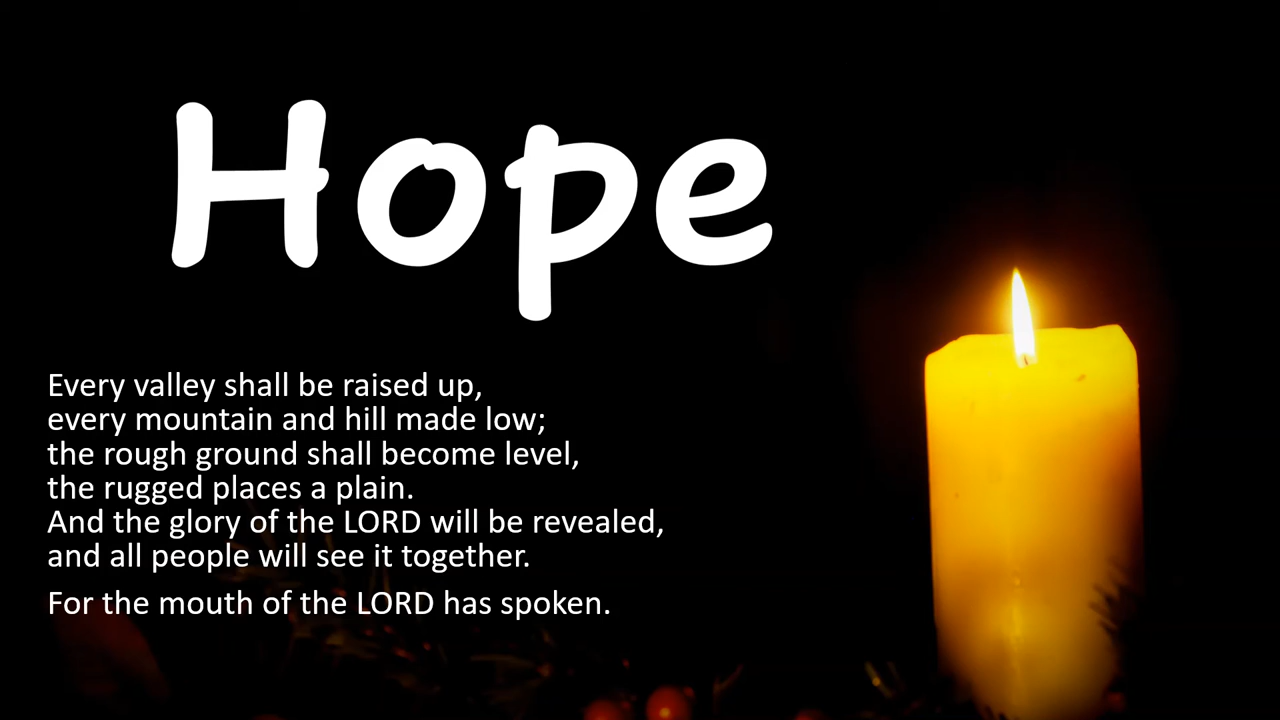 Hope
Every valley shall be raised up,
every mountain and hill made low;
the rough ground shall become level,
the rugged places a plain.
And the glory of the LORD will be revealed,
and all people will see it together.
For the mouth of the LORD has spoken.